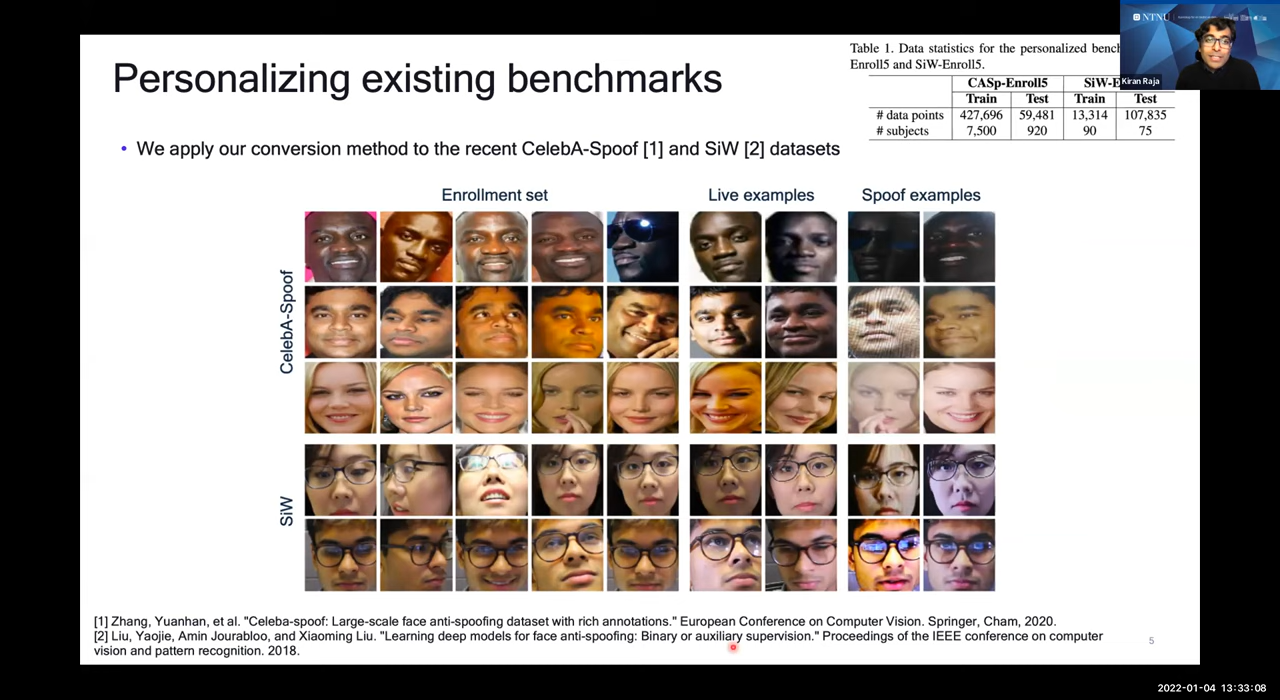 Personalizing existing benchmarks
Table 1. Data statistics for the personalized bench
Enroll5 and SiW-Enroll5.
CASp-Enroll5 SiW-E
Train Test Train Test
# data points 427,696 59,481 13,314 107,835
# subjects 7,500 920 90 75
NTNU
Kiran Raja
• We apply our conversion method to the recent CelebA-Spoof [1] and SiW [2] datasets
Enrollment set Live examples Spoof examples
CelebA-Spoof
SiW
[1] Zhang, Yuanhan, et al. "Celeba-spoof: Large-scale face anti-spoofing dataset with rich annotations." European Conference on Computer Vision. Springer, Cham, 2020.
[2] Liu, Yaojie, Amin Jourabloo, and Xiaoming Liu. "Learning deep models for face anti-spoofing: Binary or auxiliary supervision." Proceedings of the IEEE conference on computer
vision and pattern recognition. 2018.
5
2022-01-04 13:33:08